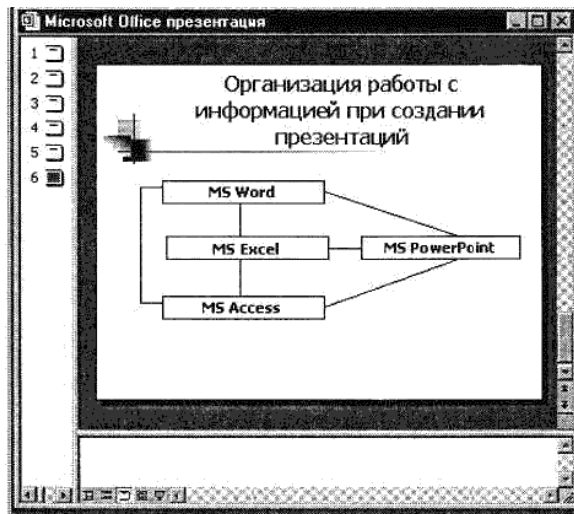 Microsoft Office презентация
1
2
3
4
5
6
Организация работы с
информацией при создании
презентаций
MS Word
MS Excel
MS PowerPoint
MS Access